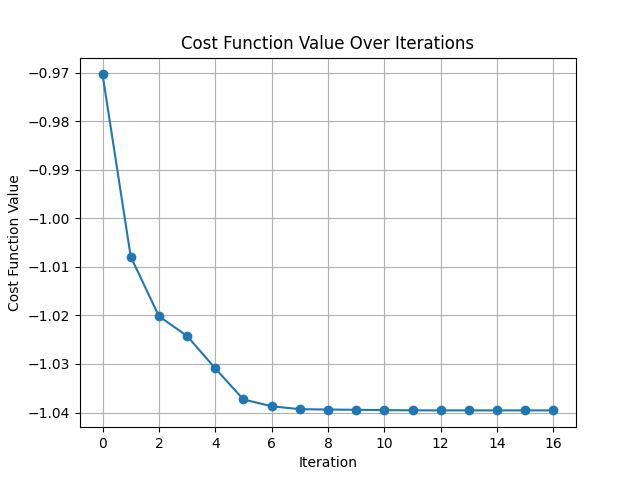 Cost Function Value Over Iterations
Cost Function Value
−0.97
−0.98
−0.99
−1.00
−1.01
−1.02
−1.03
−1.04
0 2 4 6 8 10 12 14 16
Iteration